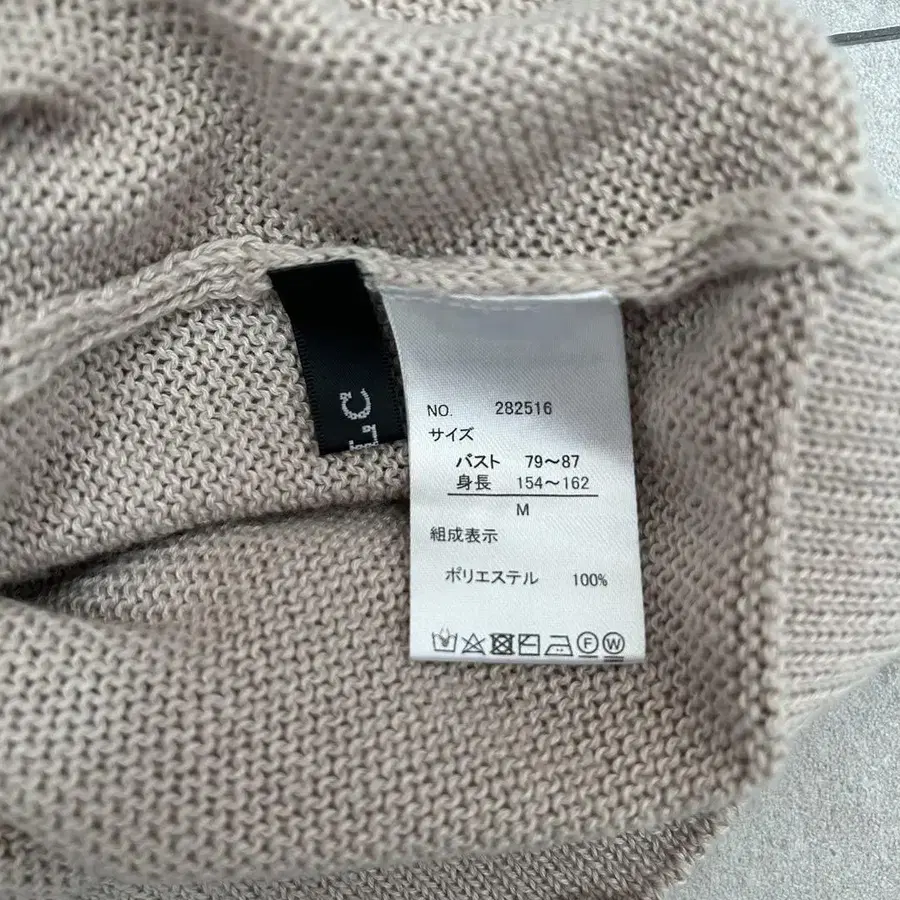 NO. 282516
サイズ
バスト 79～87
身長 154～162
M
組成表示
ポリエステル 100%
F W